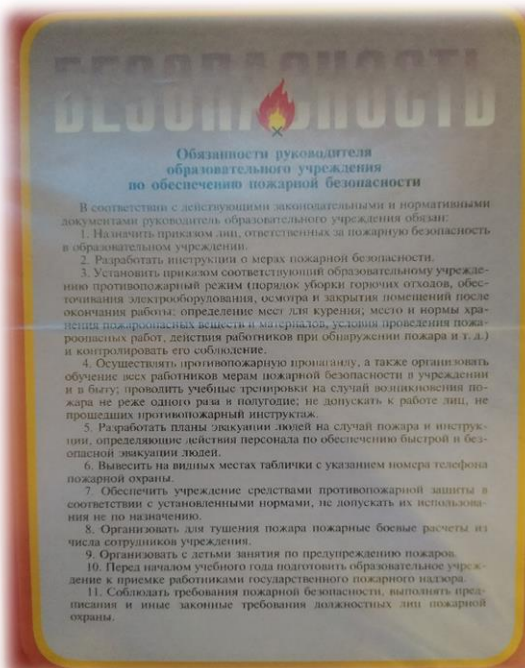 БЕЗОПАСНОСТЬ
Обязанности руководителя
образовательного учреждения
по обеспечению пожарной безопасности
В соответствии с действующими законодательными и нормативными
документами руководитель образовательного учреждения обязан:
1. Назначить приказом лиц, ответственных за пожарную безопасность
в образовательном учреждении.
2. Разработать инструкции о мерах пожарной безопасности.
3. Установить приказом соответствующий образовательному учрежде-
нию противопожарный режим (порядок уборки горючих отходов, обес-
точивания электрооборудования, осмотра и закрытия помещений после
окончания работы; определение мест для курения; место и нормы хра-
нения пожароопасных веществ и материалов, условия проведения пожа-
роопасных работ, действия работников при обнаружении пожара и т. д.)
и контролировать его соблюдение.
4. Осуществлять противопожарную пропаганду, а также организовать
обучение всех работников мерам пожарной безопасности в учреждении
и в быту; проводить учебные тренировки на случай возникновения по-
жара не реже одного раза в полугодие; не допускать к работе лиц, не
прошедших противопожарный инструктаж.
5. Разработать планы эвакуации людей на случай пожара и инструк-
ции, определяющие действия персонала по обеспечению быстрой и без-
опасной эвакуации людей.
6. Вывесить на видных местах таблички с указанием номера телефона
пожарной охраны.
7. Обеспечить учреждение средствами противопожарной защиты в
соответствии с установленными нормами, не допускать их использова-
ния не по назначению.
8. Организовать для тушения пожара пожарные боевые расчеты из
числа сотрудников учреждения.
9. Организовать с детьми занятия по предупреждению пожаров.
10. Перед началом учебного года подготовить образовательное учреж-
дение к приемке работниками государственного пожарного надзора.
11. Соблюдать требования пожарной безопасности, выполнять пред-
писания и иные законные требования должностных лиц пожарной
охраны.